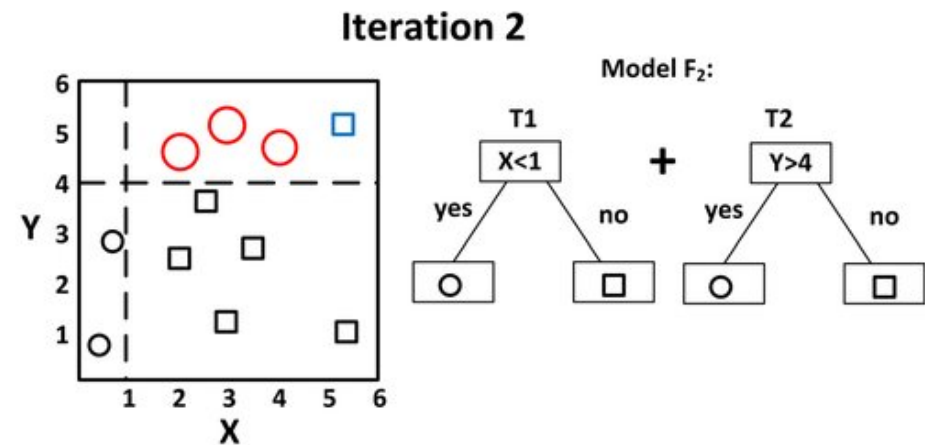 Iteration 2
Model F₂:
6
5
4
3
2
1
Y
1 2 3 4 5 6
X
T1
X<1
yes
no
+
T2
Y>4
yes
no